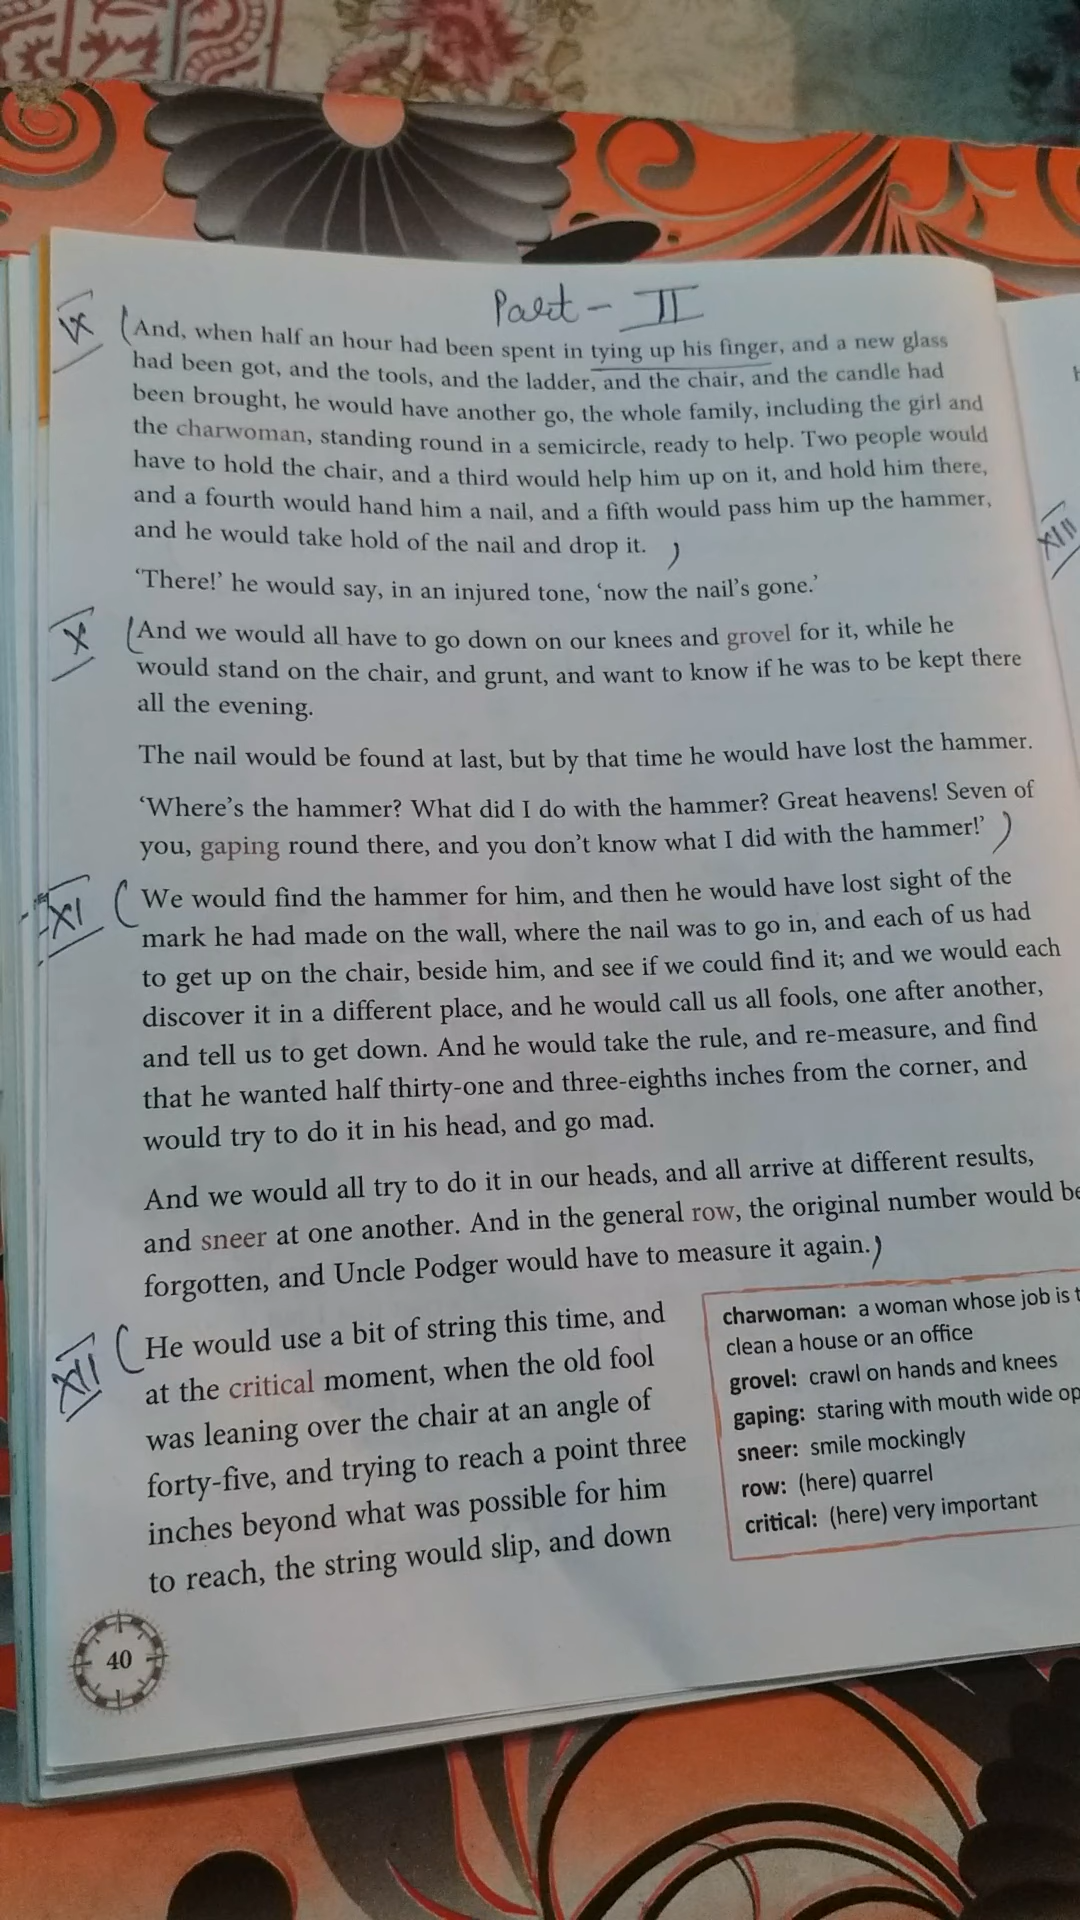 Part - II
IX
(And, when half an hour had been spent in tying up his finger, and a new glass
had been got, and the tools, and the ladder, and the chair, and the candle had
been brought, he would have another go, the whole family, including the girl and
the charwoman, standing round in a semicircle, ready to help. Two people would
have to hold the chair, and a third would help him up on it, and hold him there,
and a fourth would hand him a nail, and a fifth would pass him up the hammer,
and he would take hold of the nail and drop it. )
‘There!’ he would say, in an injured tone, ‘now the nail’s gone.’
X
(And we would all have to go down on our knees and grovel for it, while he
would stand on the chair, and grunt, and want to know if he was to be kept there
all the evening.
The nail would be found at last, but by that time he would have lost the hammer.
‘Where’s the hammer? What did I do with the hammer? Great heavens! Seven of
you, gaping round there, and you don’t know what I did with the hammer!’ )
XI
( We would find the hammer for him, and then he would have lost sight of the
mark he had made on the wall, where the nail was to go in, and each of us had
to get up on the chair, beside him, and see if we could find it; and we would each
discover it in a different place, and he would call us all fools, one after another,
and tell us to get down. And he would take the rule, and re-measure, and find
that he wanted half thirty-one and three-eighths inches from the corner, and
would try to do it in his head, and go mad.
And we would all try to do it in our heads, and all arrive at different results,
and sneer at one another. And in the general row, the original number would be
forgotten, and Uncle Podger would have to measure it again.)
XII
( He would use a bit of string this time, and
at the critical moment, when the old fool
was leaning over the chair at an angle of
forty-five, and trying to reach a point three
inches beyond what was possible for him
to reach, the string would slip, and down
charwoman: a woman whose job is t
clean a house or an office
grovel: crawl on hands and knees
gaping: staring with mouth wide op
sneer: smile mockingly
row: (here) quarrel
critical: (here) very important
40
XIII